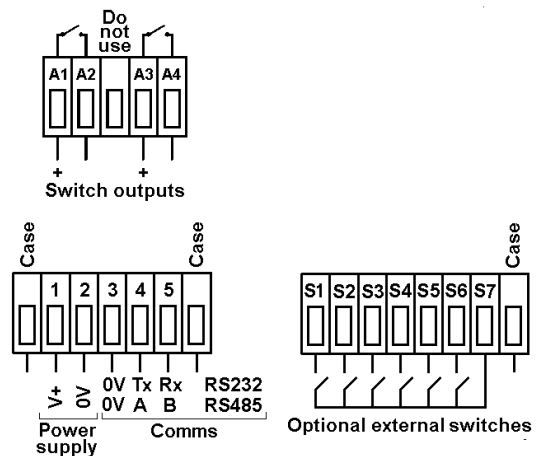 Do
not
use
A1 A2 A3 A4
+ +
Switch outputs
Case Case
1 2 3 4 5
V+ 0V
0V Tx Rx RS232
0V A B RS485
Power
supply
Comms
Case
S1 S2 S3 S4 S5 S6 S7
Optional external switches